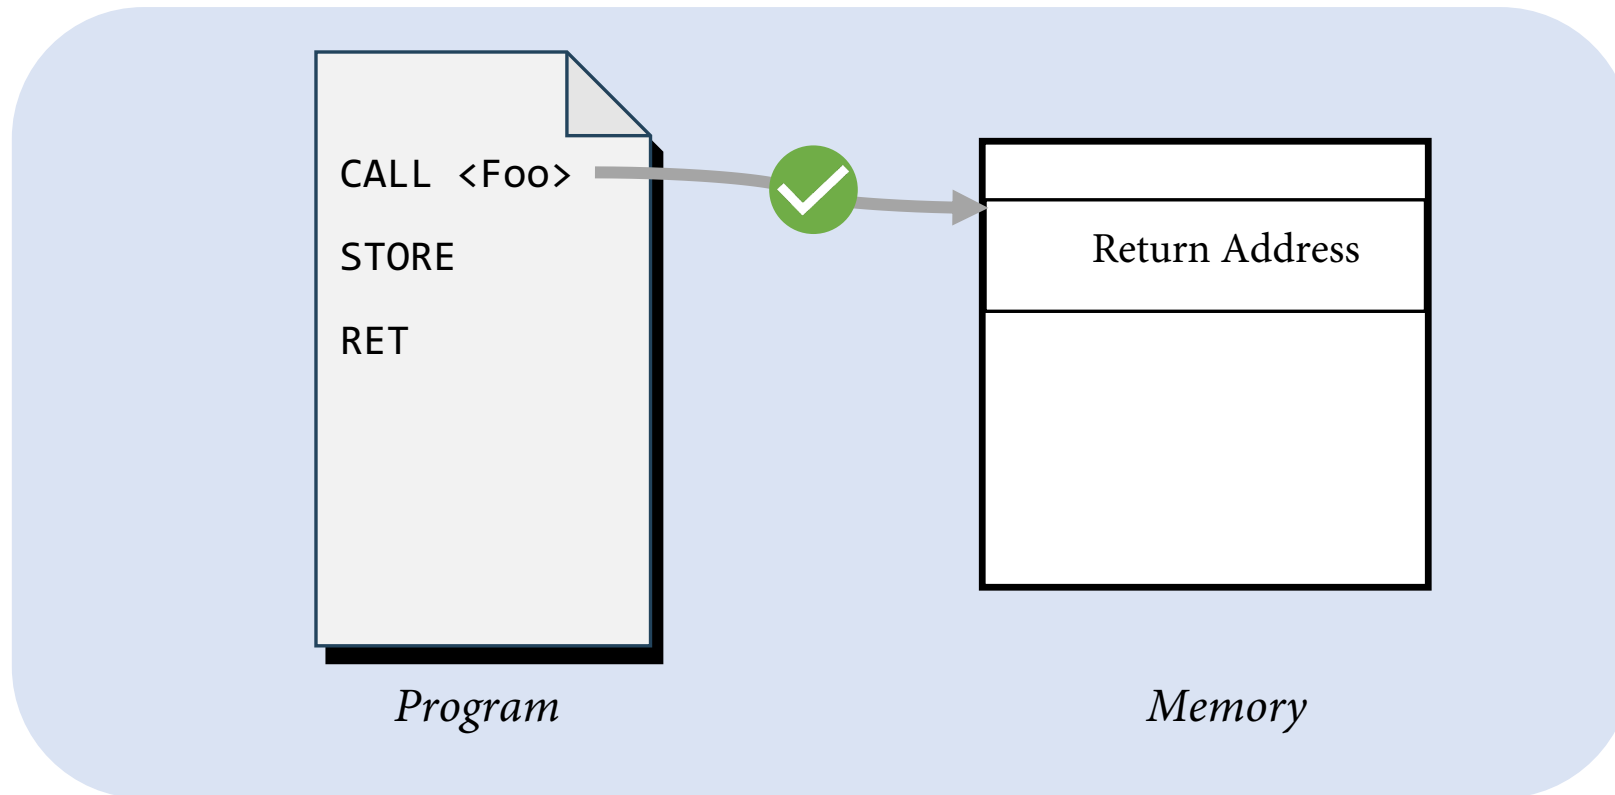 CALL <Foo>
STORE
RET
Return Address
Program
Memory